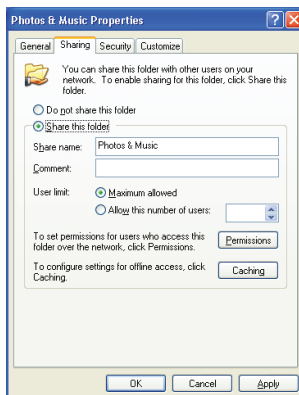 Photos & Music Properties
General Sharing Security Customize
You can share this folder with other users on your
network. To enable sharing for this folder, click Share this
folder.
Do not share this folder
Share this folder
Share name: Photos & Music
Comment:
User limit: Maximum allowed
Allow this number of users:
To set permissions for users who access this
folder over the network, click Permissions.
Permissions
To configure settings for offline access, click
Caching.
Caching
OK Cancel Apply